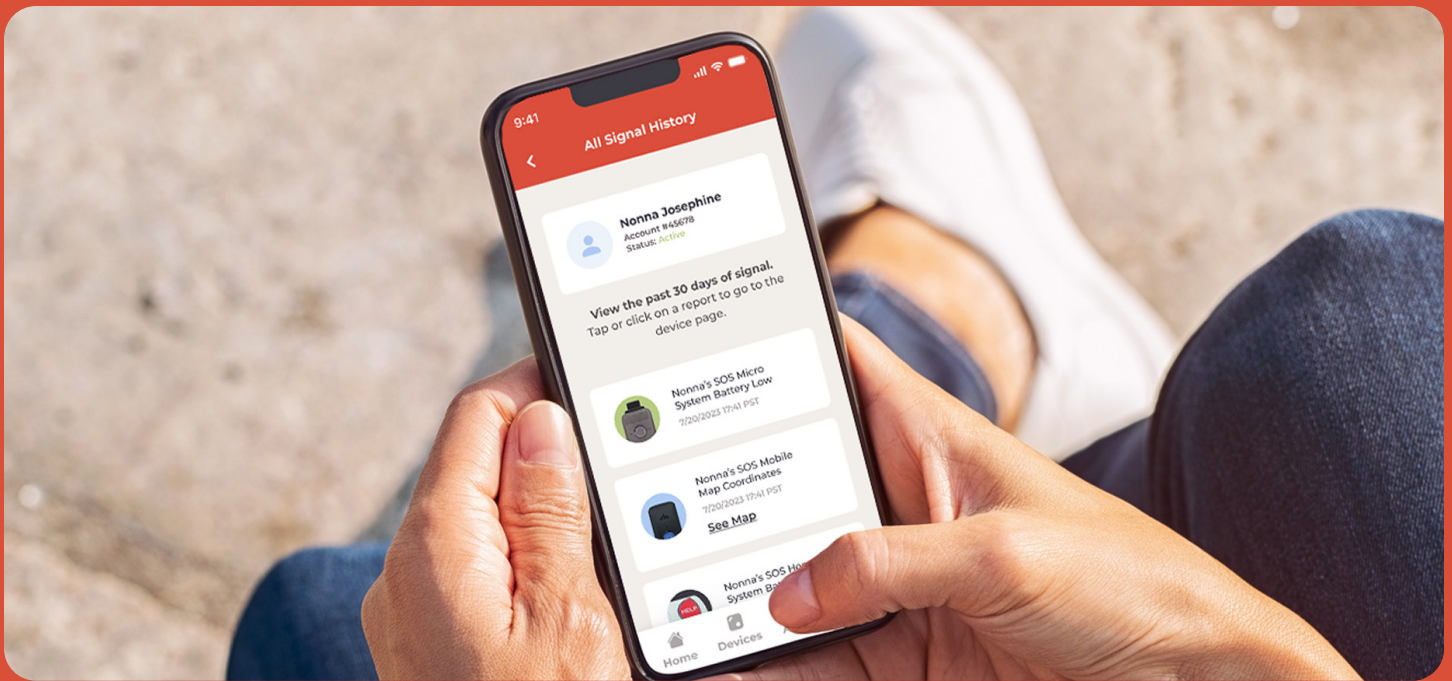 9:41
All Signal History
Nonna Josephine
Account #45678
Status: Active
View the past 30 days of signal.
Tap or click on a report to go to the
device page.
Nonna's SOS Micro
System Battery Low
7/20/2023 17:41 PST
Nonna's SOS Mobile
Map Coordinates
7/20/2023 17:41 PST
See Map
Nonna's SOS
System
HELP
Home
Devices